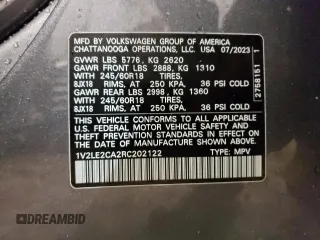 MFD. BY VOLKSWAGEN GROUP OF AMERICA
CHATTANOOGA OPERATIONS, LLC. USA 07/2023
GVWR LBS 5776, KG 2620
GAWR FRONT LBS 2888, KG 1310
WITH 245/60R18 TIRES,
8JX18 RIMS, AT 250 KPA, 36 PSI COLD
GAWR REAR LBS 2998, KG 1360
WITH 245/60R18 TIRES,
8JX18 RIMS, AT 250 KPA, 36 PSI COLD
THIS VEHICLE CONFORMS TO ALL APPLICABLE U.S.
FEDERAL MOTOR VEHICLE SAFETY STANDARDS IN EFFECT
ON THE DATE OF MANUFACTURE SHOWN ABOVE.
1V2LE2CA2RC202122 TYPE: MPV
2758151 1
DREAMBID